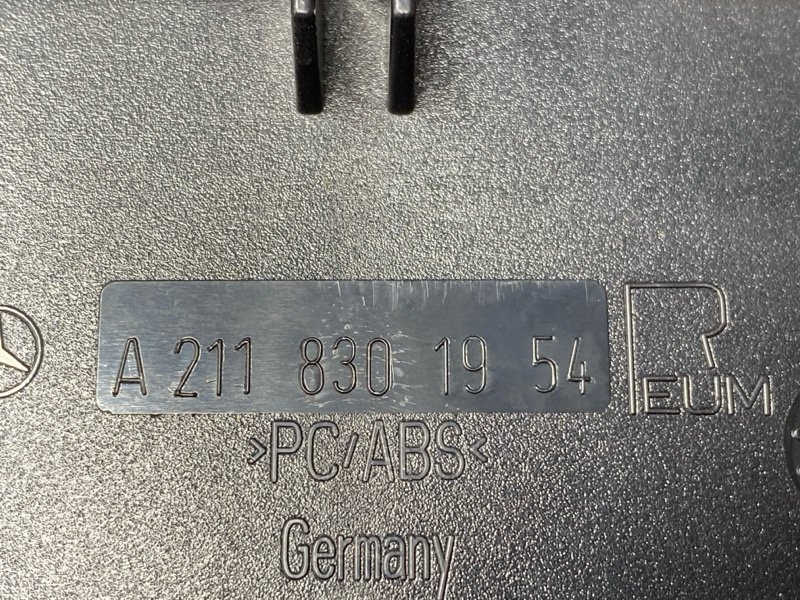 A 211 830 19 54
REUM
>PC/ABS<
Germany